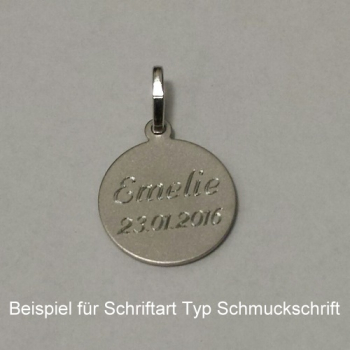 Emelie
23.01.2016
Beispiel für Schriftart Typ Schmuckschrift